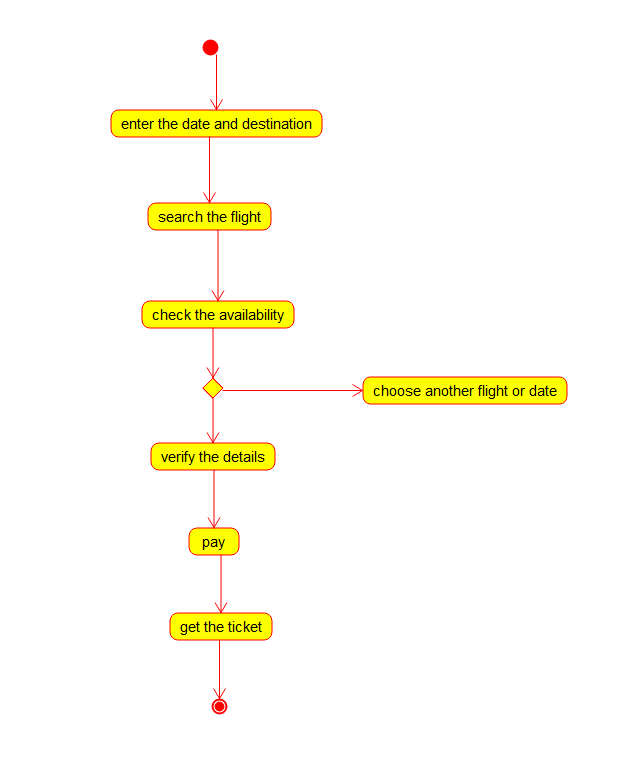 enter the date and destination
search the flight
check the availability
choose another flight or date
verify the details
pay
get the ticket